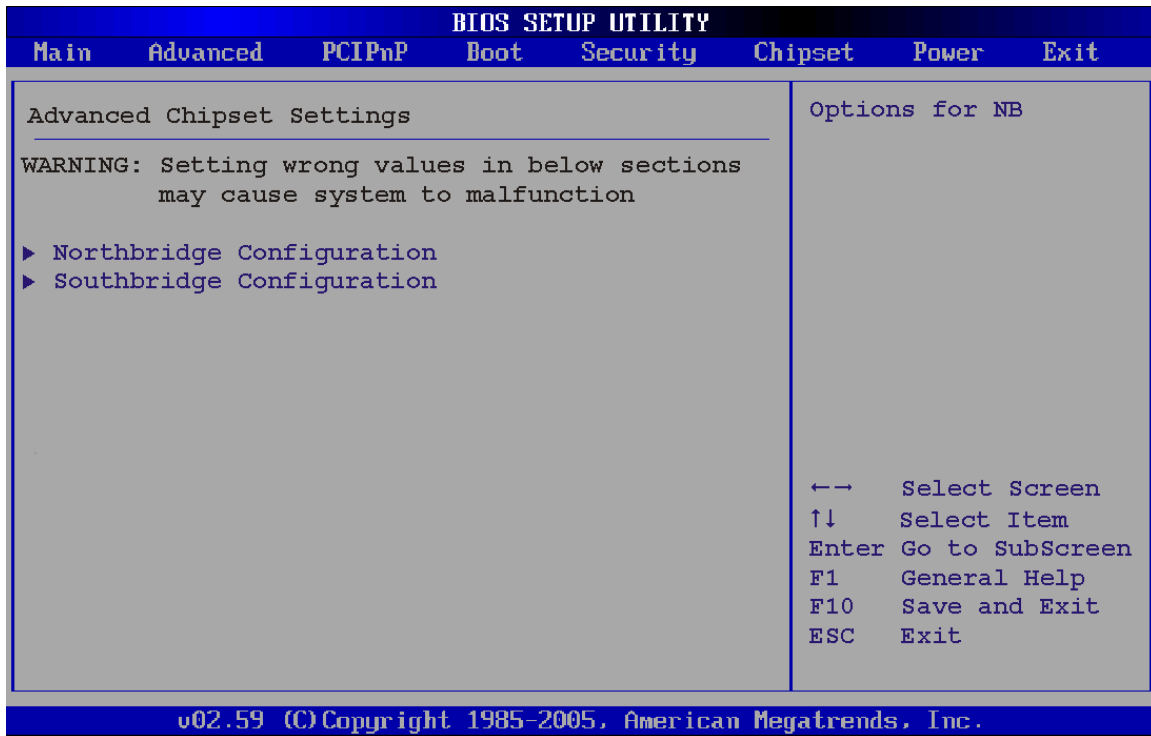 BIOS SETUP UTILITY
Main Advanced PCIPnP Boot Security Chipset Power Exit
Advanced Chipset Settings
WARNING: Setting wrong values in below sections
may cause system to malfunction
▶ Northbridge Configuration
▶ Southbridge Configuration
Options for NB
←→ Select Screen
↑↓ Select Item
Enter Go to SubScreen
F1 General Help
F10 Save and Exit
ESC Exit
v02.59 (C)Copyright 1985-2005, American Megatrends, Inc.